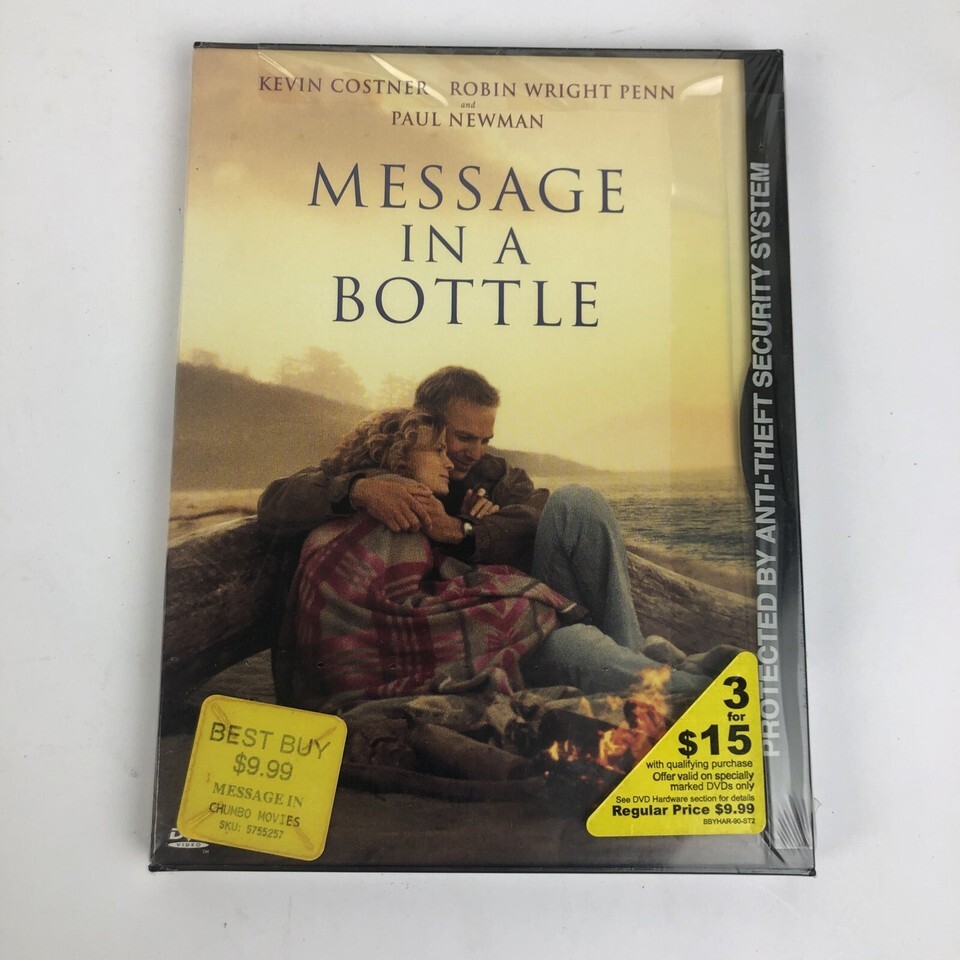 KEVIN COSTNER ROBIN WRIGHT PENN
and
PAUL NEWMAN
MESSAGE
IN A
BOTTLE
PROTECTED BY ANTI-THEFT SECURITY SYSTEM
BEST BUY
$9.99
MESSAGE IN
CHUMBO MOVIES
SKU: 5755257
VIDEO
TM
3
for
$15
with qualifying purchase
Offer valid on specially
marked DVDs only
See DVD Hardware section for details
Regular Price $9.99
BBYHAR-90-ST2